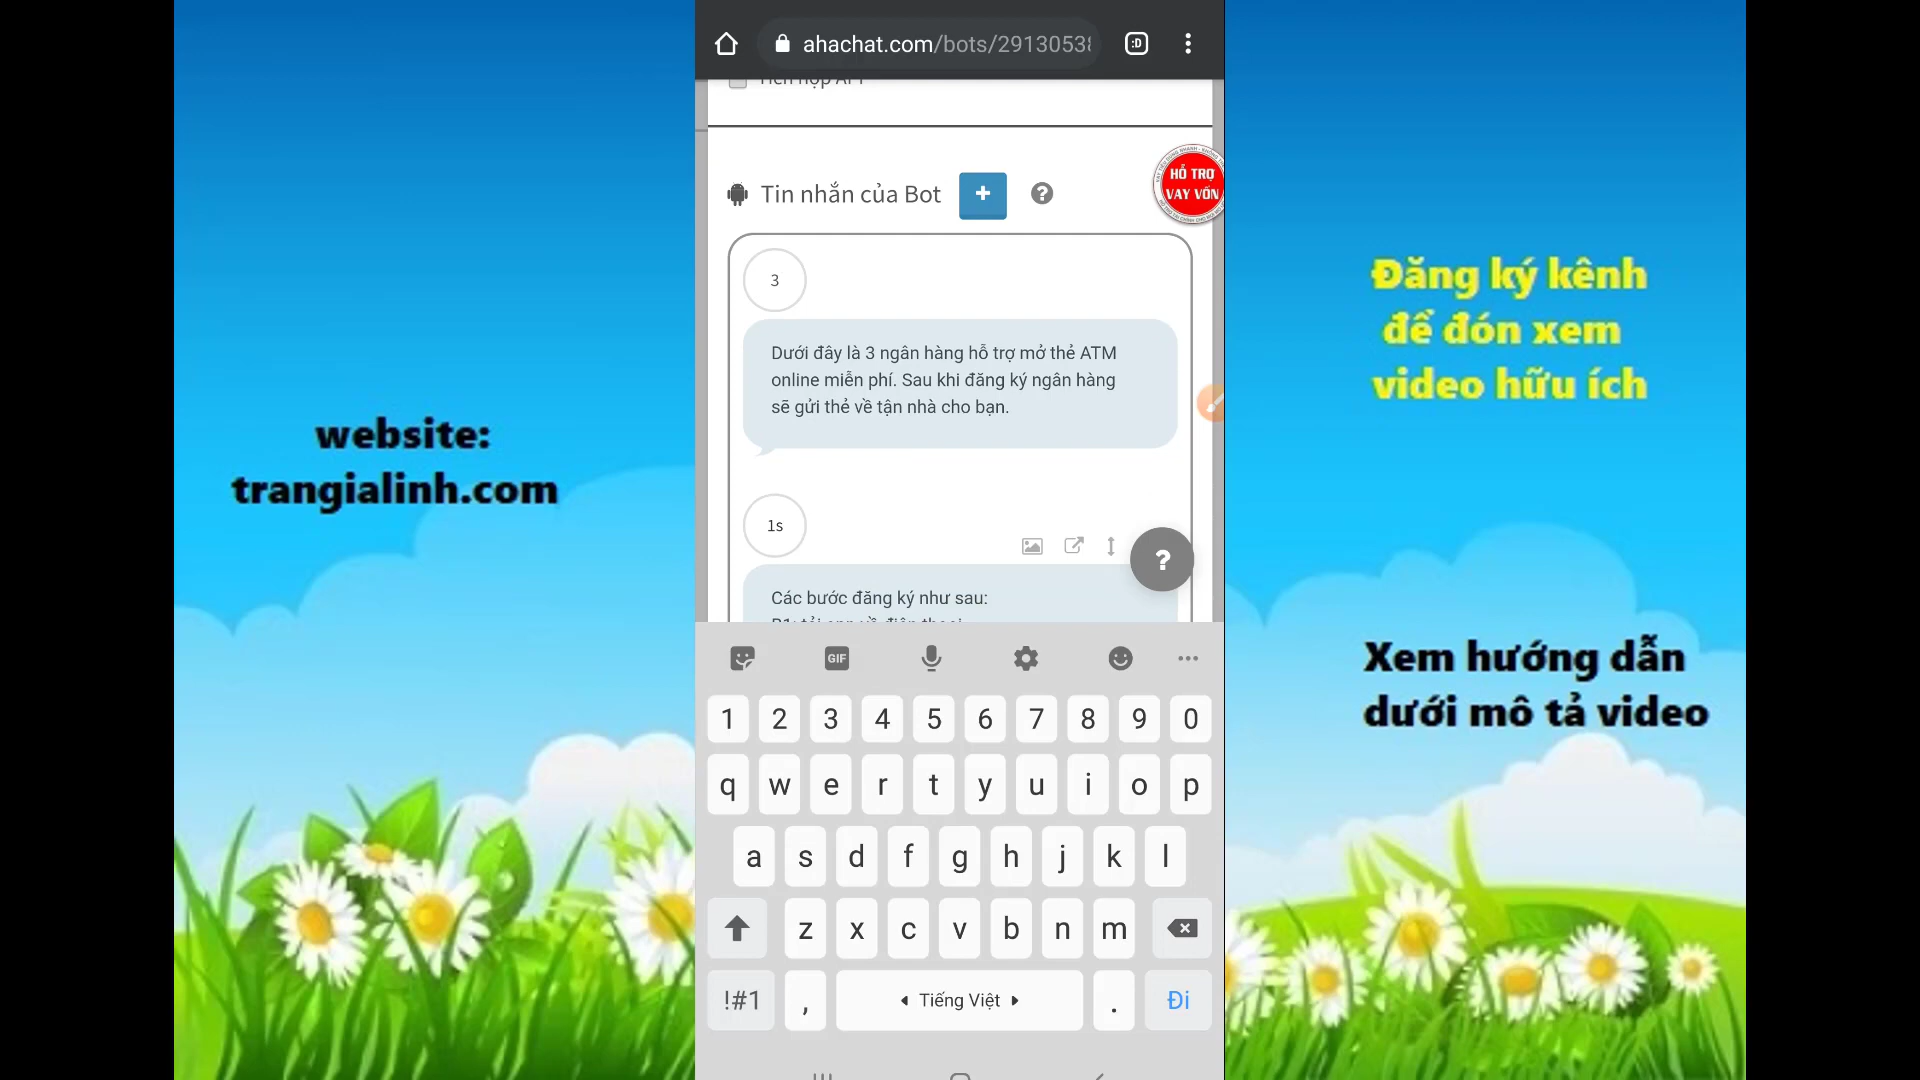 website:
trangialinh.com
ahachat.com/bots/2913053
:D
Tin nhắn của Bot
+
?
HỖ TRỢ
VAY VỐN
3
Dưới đây là 3 ngân hàng hỗ trợ mở thẻ ATM
online miễn phí. Sau khi đăng ký ngân hàng
sẽ gửi thẻ về tận nhà cho bạn.
1s
?
Các bước đăng ký như sau:
GIF
1 2 3 4 5 6 7 8 9 0
q w e r t y u i o p
a s d f g h j k l
z x c v b n m
!#1 , Tiếng Việt . Đi
Đăng ký kênh
để đón xem
video hữu ích
Xem hướng dẫn
dưới mô tả video